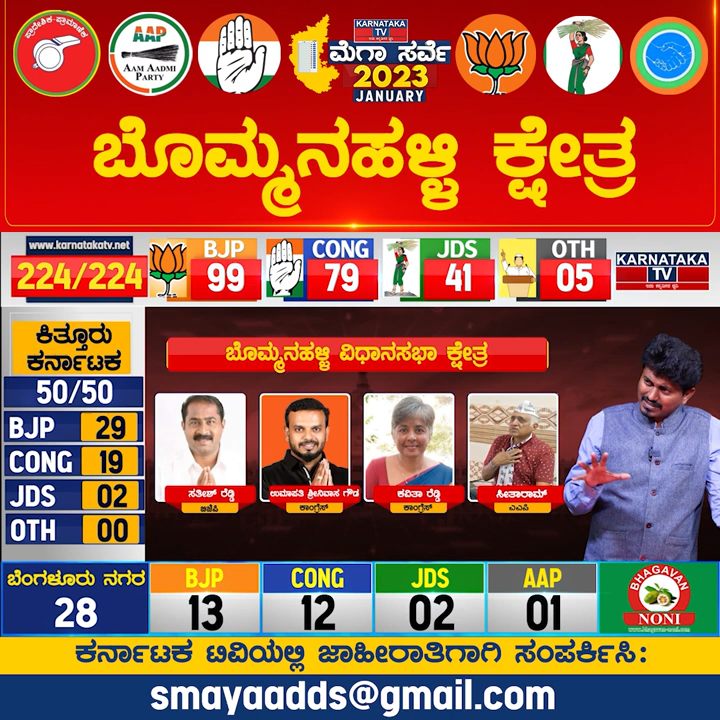 ಪ್ರಾದೇಶಿಕ-ಪ್ರಾಮಾಣಿಕ
AAP
AAM AADMI
PARTY
KARNATAKA
TV
ಮೆಗಾ ಸರ್ವೆ
2023
JANUARY
ಬೊಮ್ಮನಹಳ್ಳಿ ಕ್ಷೇತ್ರ
www.karnatakatv.net
224/224
BJP
99
CONG
79
JDS
41
OTH
05
KARNATAKA
TV
ಕಿತ್ತೂರು
ಕರ್ನಾಟಕ
50/50
BJP 29
CONG 19
JDS 02
OTH 00
ಬೊಮ್ಮನಹಳ್ಳಿ ವಿಧಾನಸಭಾ ಕ್ಷೇತ್ರ
ಸತೀಶ್ ರೆಡ್ಡಿ
ಬಿಜೆಪಿ
ಉಮಾಪತಿ ಶ್ರೀನಿವಾಸ ಗೌಡ
ಕಾಂಗ್ರೆಸ್
ಕವಿತಾ ರೆಡ್ಡಿ
ಕಾಂಗ್ರೆಸ್
ಸೀತಾರಾಮ್
ಎಎಪಿ
ಬೆಂಗಳೂರು ನಗರ
28
BJP
13
CONG
12
JDS
02
AAP
01
BHAGAVAN
NONI
ಕರ್ನಾಟಕ ಟಿವಿಯಲ್ಲಿ ಜಾಹೀರಾತಿಗಾಗಿ ಸಂಪರ್ಕಿಸಿ:
smayaadds@gmail.com